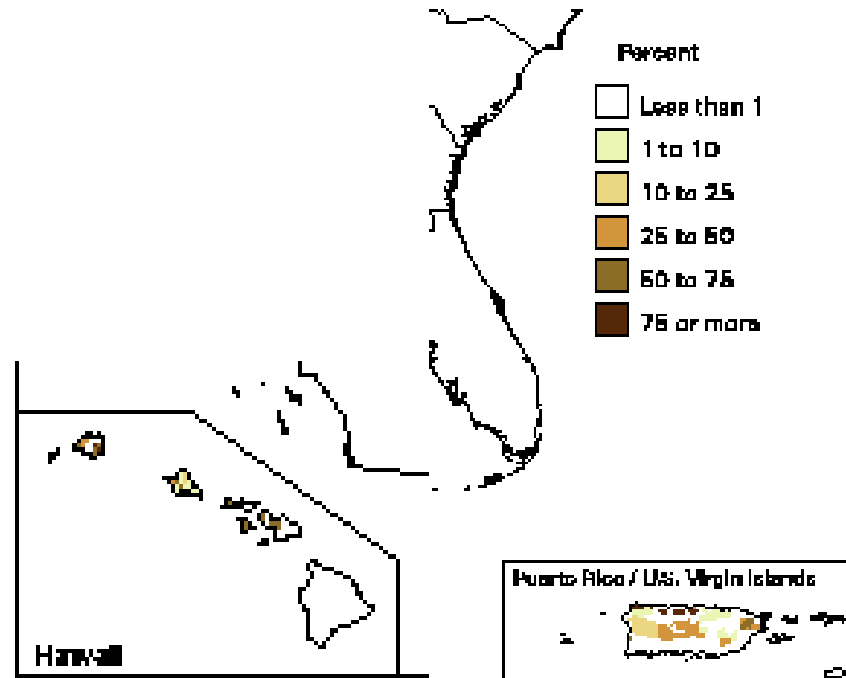 Percent
Less than 1
1 to 10
10 to 25
25 to 50
50 to 75
75 or more
Puerto Rico / U.S. Virgin Islands
Hawaii